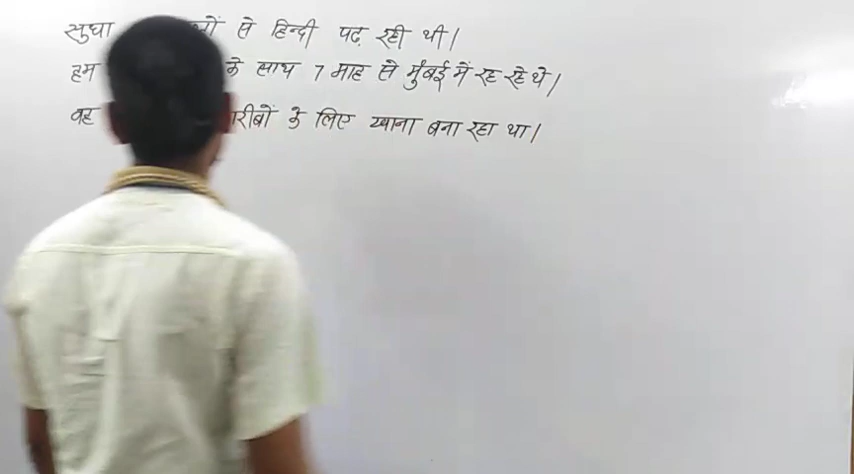 सुधा से हिन्दी पढ़ रही थी।
हम के साथ 7 माह से मुंबई में रह रहे थे।
वह के लिए खाना बना रहा था।